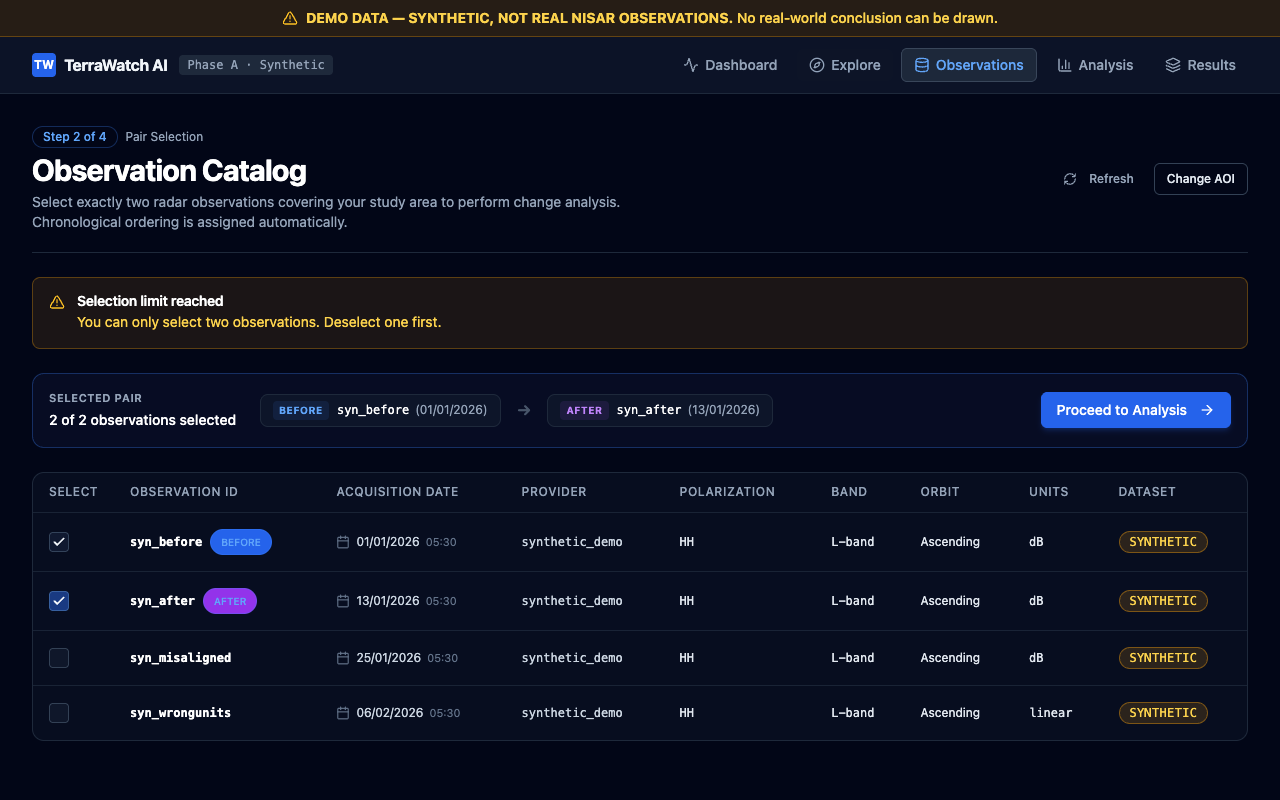 DEMO DATA — SYNTHETIC, NOT REAL NISAR OBSERVATIONS. No real-world conclusion can be drawn.
TW TerraWatch AI Phase A · Synthetic Dashboard Explore Observations Analysis Results
Step 2 of 4 Pair Selection
Observation Catalog
Refresh Change AOI
Select exactly two radar observations covering your study area to perform change analysis.
Chronological ordering is assigned automatically.
Selection limit reached
You can only select two observations. Deselect one first.
SELECTED PAIR
2 of 2 observations selected
BEFORE syn_before (01/01/2026) → AFTER syn_after (13/01/2026)
Proceed to Analysis →
SELECT OBSERVATION ID ACQUISITION DATE PROVIDER POLARIZATION BAND ORBIT UNITS DATASET
syn_before BEFORE 01/01/2026 05:30 synthetic_demo HH L-band Ascending dB SYNTHETIC
syn_after AFTER 13/01/2026 05:30 synthetic_demo HH L-band Ascending dB SYNTHETIC
syn_misaligned 25/01/2026 05:30 synthetic_demo HH L-band Ascending dB SYNTHETIC
syn_wrongunits 06/02/2026 05:30 synthetic_demo HH L-band Ascending linear SYNTHETIC